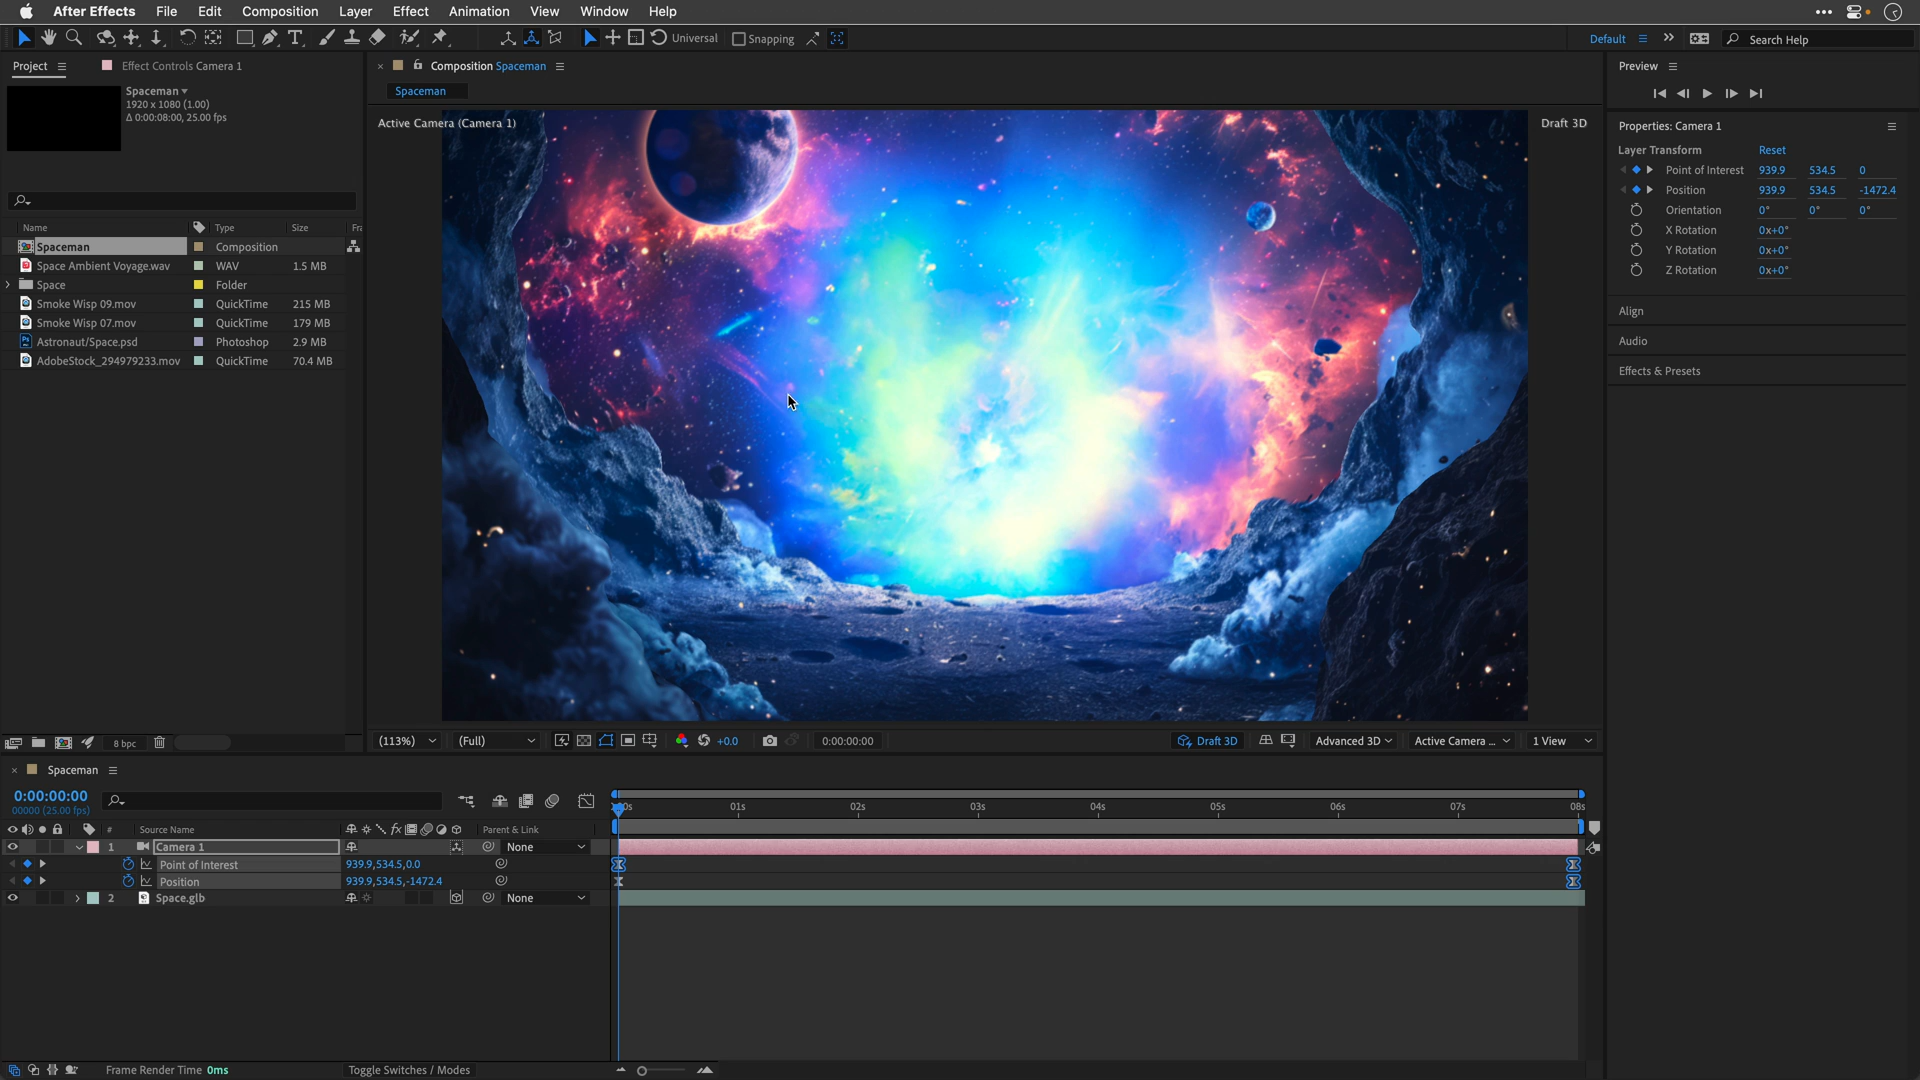 After Effects File Edit Composition Layer Effect Animation View Window Help
Universal Snapping Default Search Help
Project Effect Controls Camera 1
Spaceman
1920 x 1080 (1.00)
Δ 0:00:08:00, 25.00 fps
Name Type Size
Spaceman Composition
Space Ambient Voyage.wav WAV 1.5 MB
Space Folder
Smoke Wisp 09.mov QuickTime 215 MB
Smoke Wisp 07.mov QuickTime 179 MB
Astronaut/Space.psd Photoshop 2.9 MB
AdobeStock_294979233.mov QuickTime 70.4 MB
8 bpc
Composition Spaceman
Spaceman
Active Camera (Camera 1)
Draft 3D
(113%) (Full) +0.0 0:00:00:00 Draft 3D Advanced 3D Active Camera ... 1 View
Preview
Properties: Camera 1
Layer Transform Reset
Point of Interest 939.9 534.5 0
Position 939.9 534.5 -1472.4
Orientation 0° 0° 0°
X Rotation 0x+0°
Y Rotation 0x+0°
Z Rotation 0x+0°
Align
Audio
Effects & Presets
Spaceman
0:00:00:00
00000 (25.00 fps)
01s 02s 03s 04s 05s 06s 07s 08s
# Source Name fx Parent & Link
1 Camera 1 None
Point of Interest 939.9,534.5,0.0
Position 939.9,534.5,-1472.4
2 Space.glb None
Frame Render Time 0ms Toggle Switches / Modes